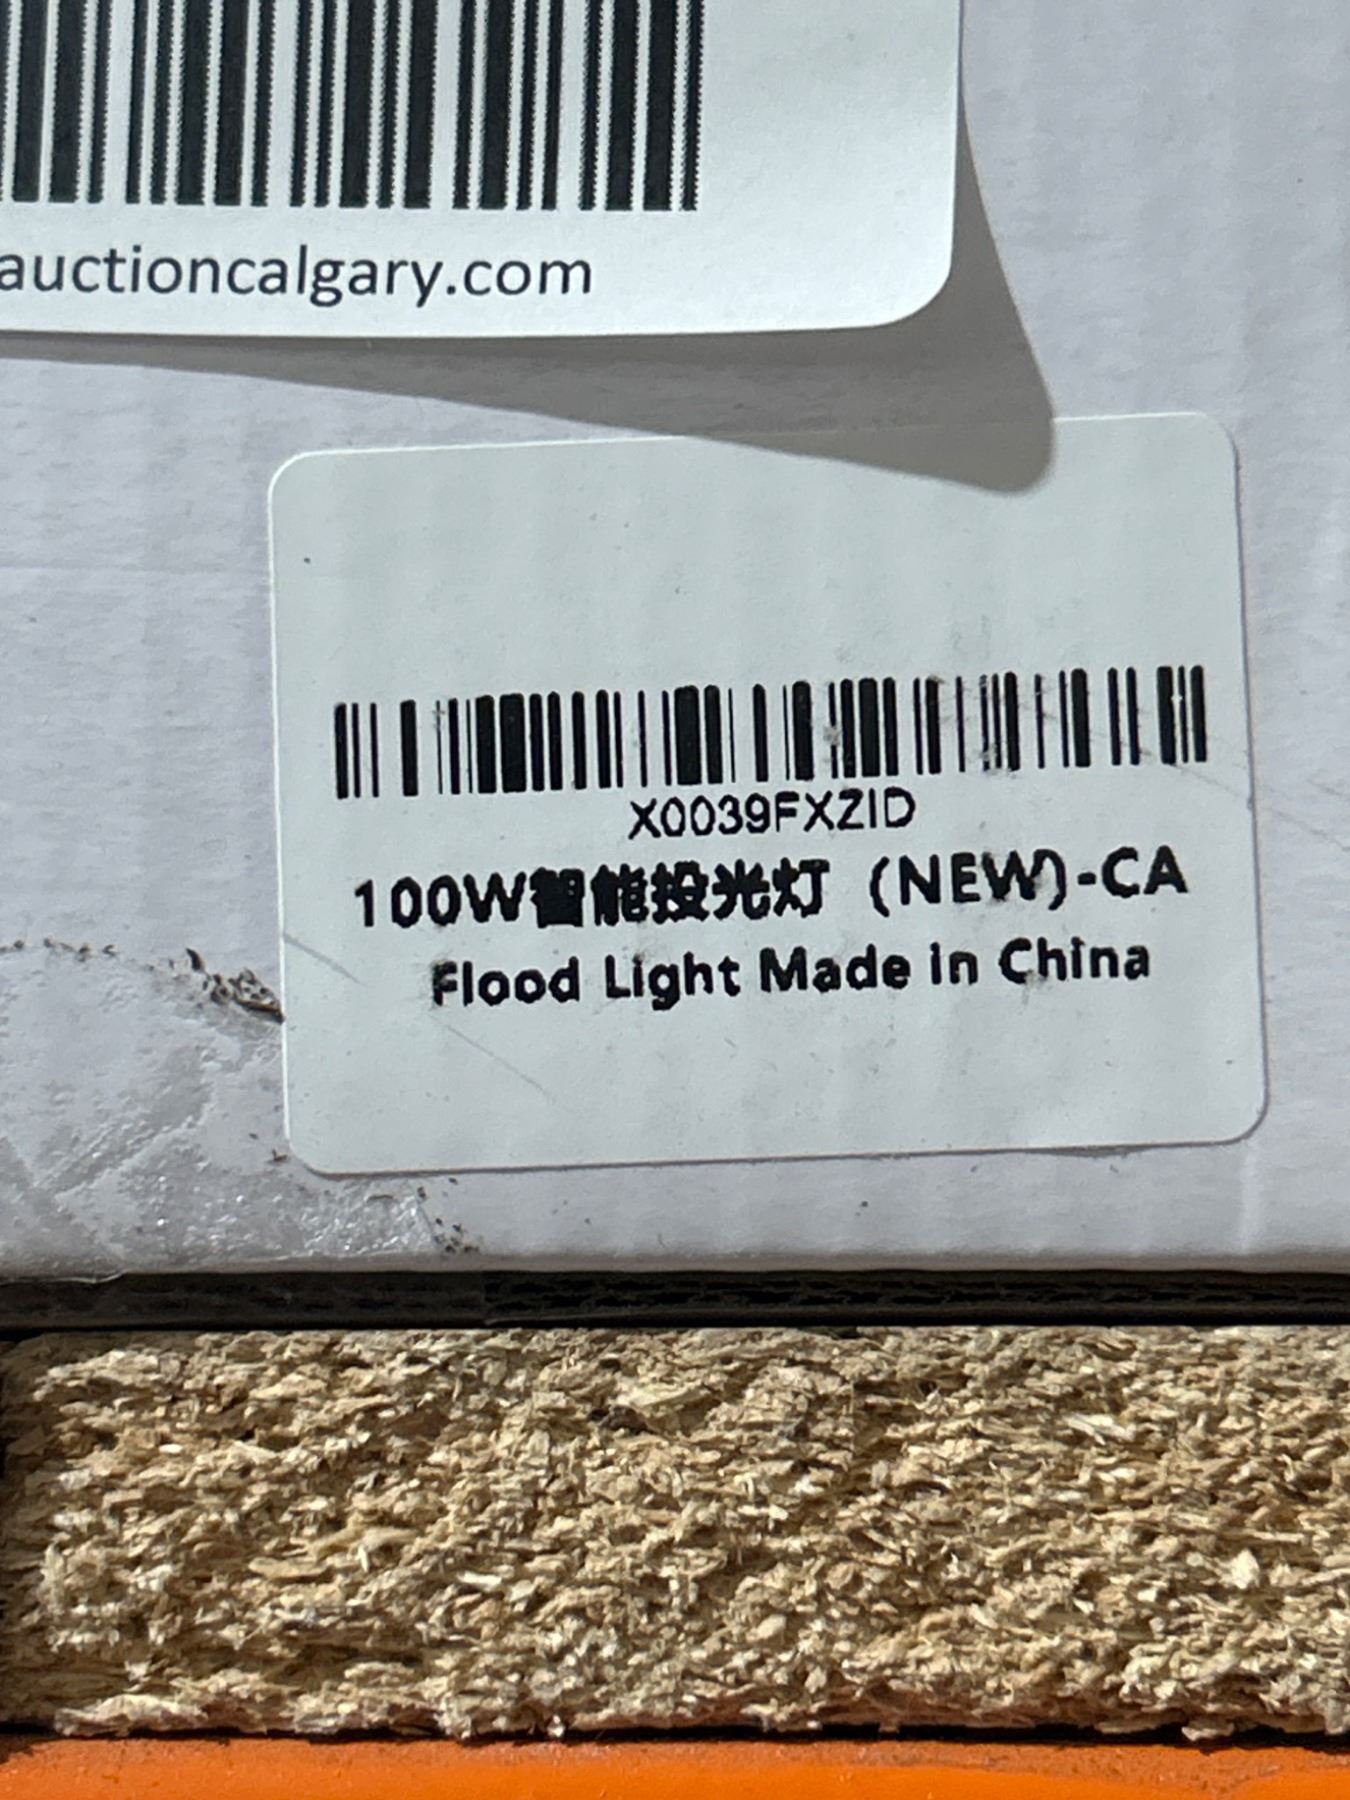 auctioncalgary.com
X0039FXZID
100W智能投光灯（NEW)-CA
Flood Light Made in China